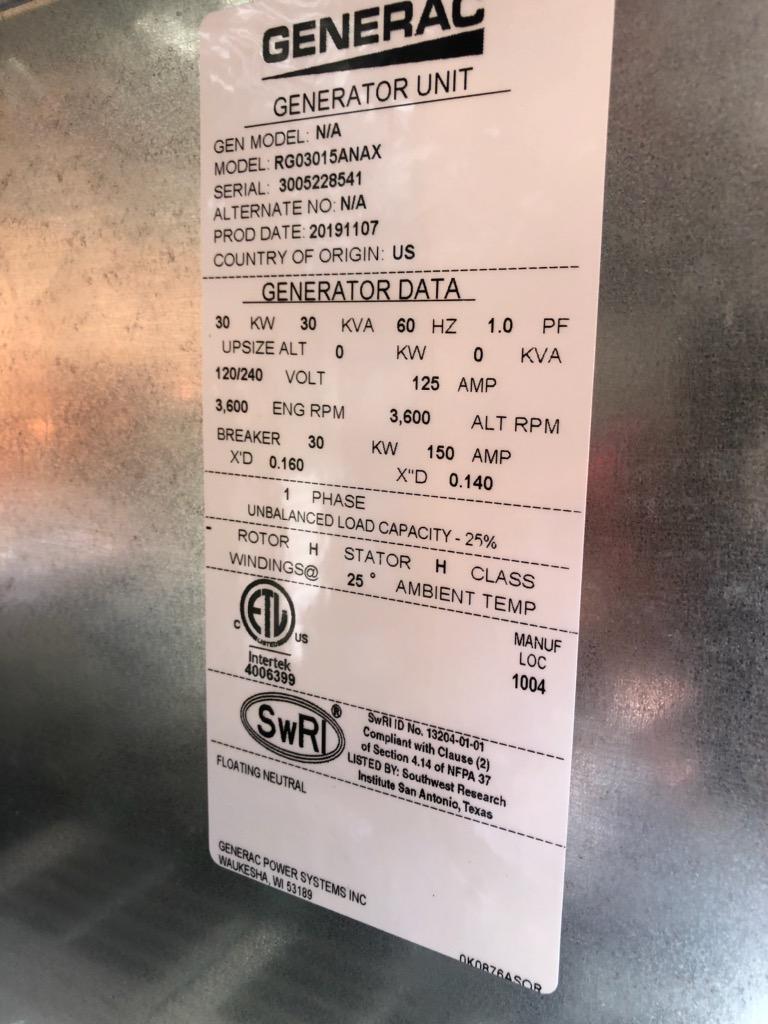 GENERAC
GENERATOR UNIT
GEN MODEL: N/A
MODEL: RG03015ANAX
SERIAL: 3005228541
ALTERNATE NO: N/A
PROD DATE: 20191107
COUNTRY OF ORIGIN: US
GENERATOR DATA
30 KW 30 KVA 60 HZ 1.0 PF
UPSIZE ALT 0 KW 0 KVA
120/240 VOLT 125 AMP
3,600 ENG RPM 3,600 ALT RPM
BREAKER 30 KW 150 AMP
X'D 0.160 X"D 0.140
1 PHASE
UNBALANCED LOAD CAPACITY - 25%
ROTOR H STATOR H CLASS
WINDINGS@ 25 ° AMBIENT TEMP
ETL
C US
Intertek
4006399
MANUF
LOC
1004
SwRI®
SwRI ID No. 13204-01-01
Compliant with Clause (2)
of Section 4.14 of NFPA 37
LISTED BY: Southwest Research
Institute San Antonio, Texas
FLOATING NEUTRAL
GENERAC POWER SYSTEMS INC
WAUKESHA, WI 53189